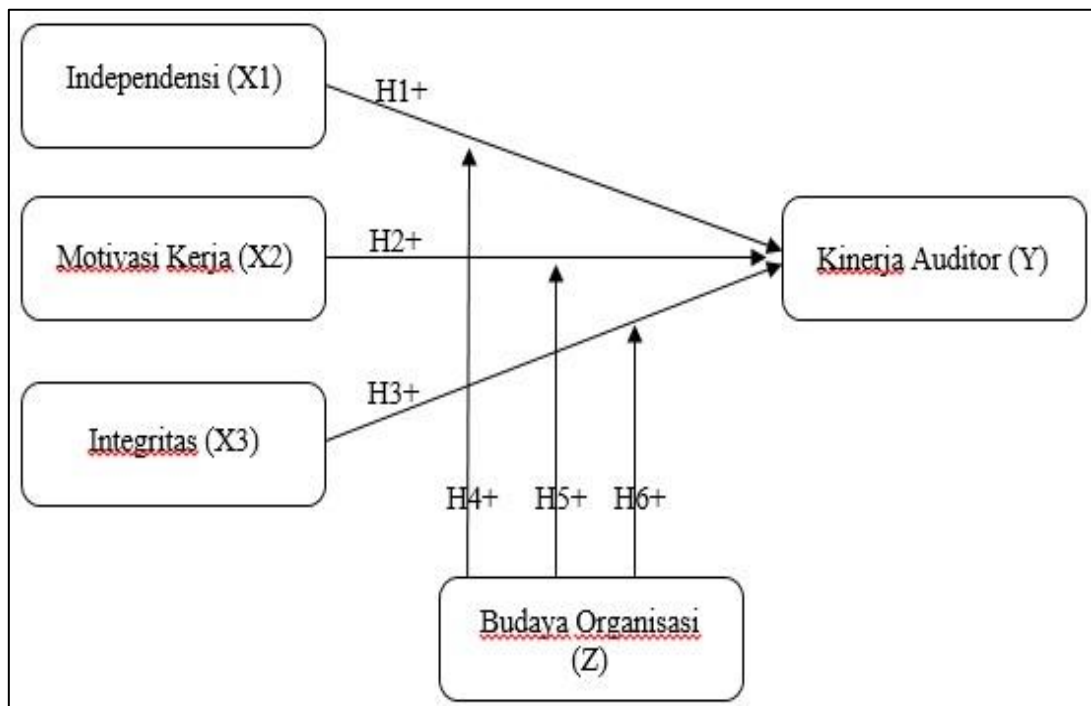 Independensi (X1)
H1+
Motivasi Kerja (X2)
H2+
Kinerja Auditor (Y)
H3+
Integritas (X3)
H4+
H5+
H6+
Budaya Organisasi
(Z)